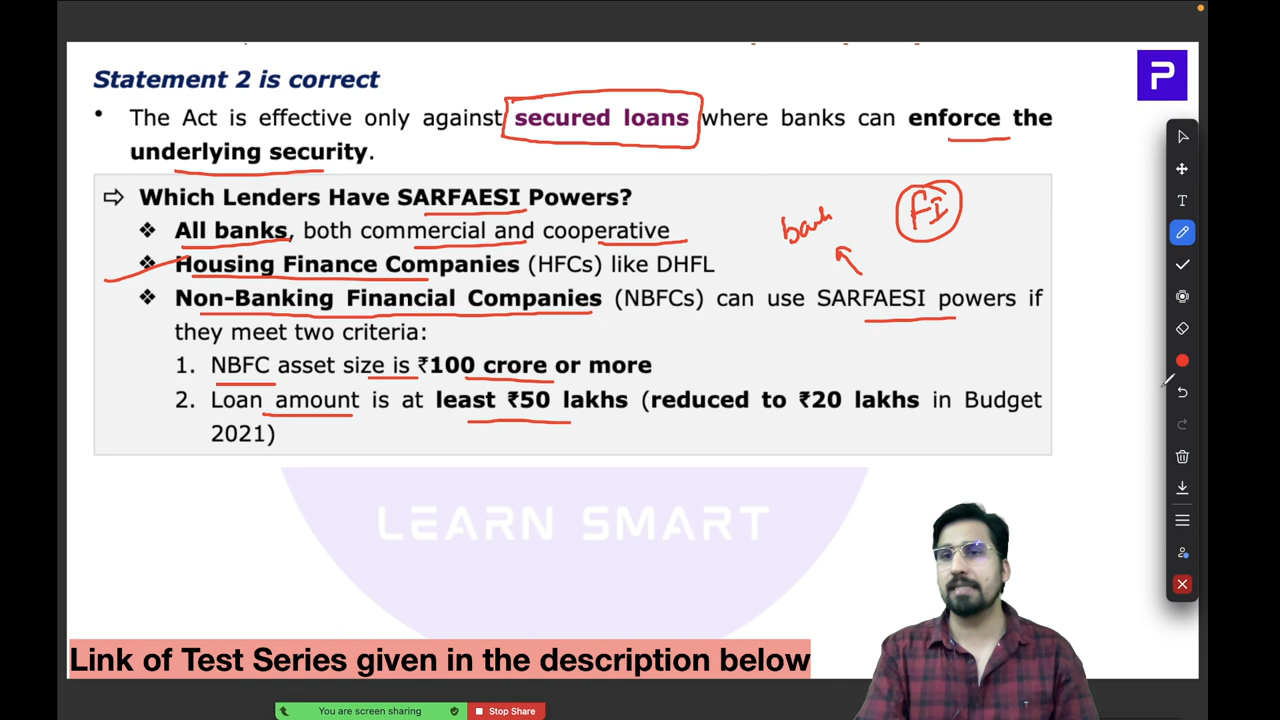 Statement 2 is correct
• The Act is effective only against secured loans where banks can enforce the
underlying security.
⇨ Which Lenders Have SARFAESI Powers?
❖ All banks, both commercial and cooperative
❖ Housing Finance Companies (HFCs) like DHFL
❖ Non-Banking Financial Companies (NBFCs) can use SARFAESI powers if
they meet two criteria:
1. NBFC asset size is ₹100 crore or more
2. Loan amount is at least ₹50 lakhs (reduced to ₹20 lakhs in Budget
2021)
bank
FI
P
T
LEARN SMART
Link of Test Series given in the description below
You are screen sharing
Stop Share